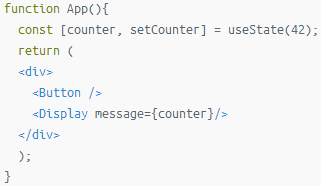 function App(){
  const [counter, setCounter] = useState(42);
  return (
  <div>
    <Button />
    <Display message={counter}/>
  </div>
  );
}